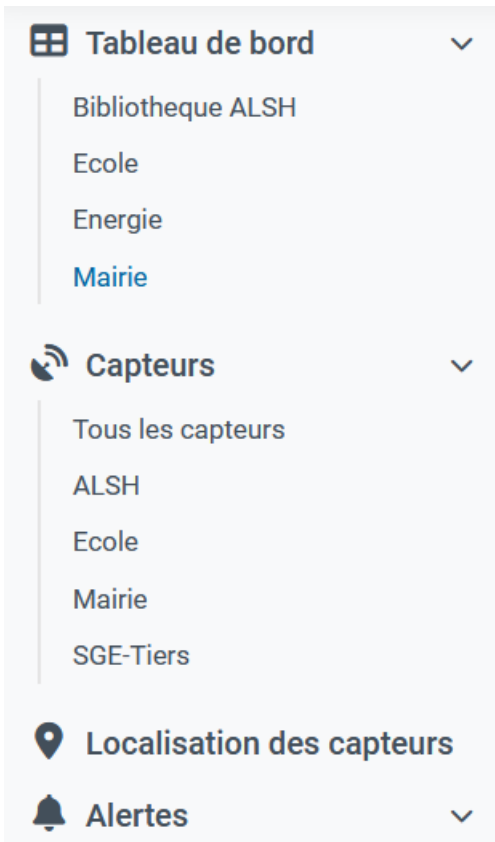 Tableau de bord
Bibliotheque ALSH
Ecole
Energie
Mairie
Capteurs
Tous les capteurs
ALSH
Ecole
Mairie
SGE-Tiers
Localisation des capteurs
Alertes